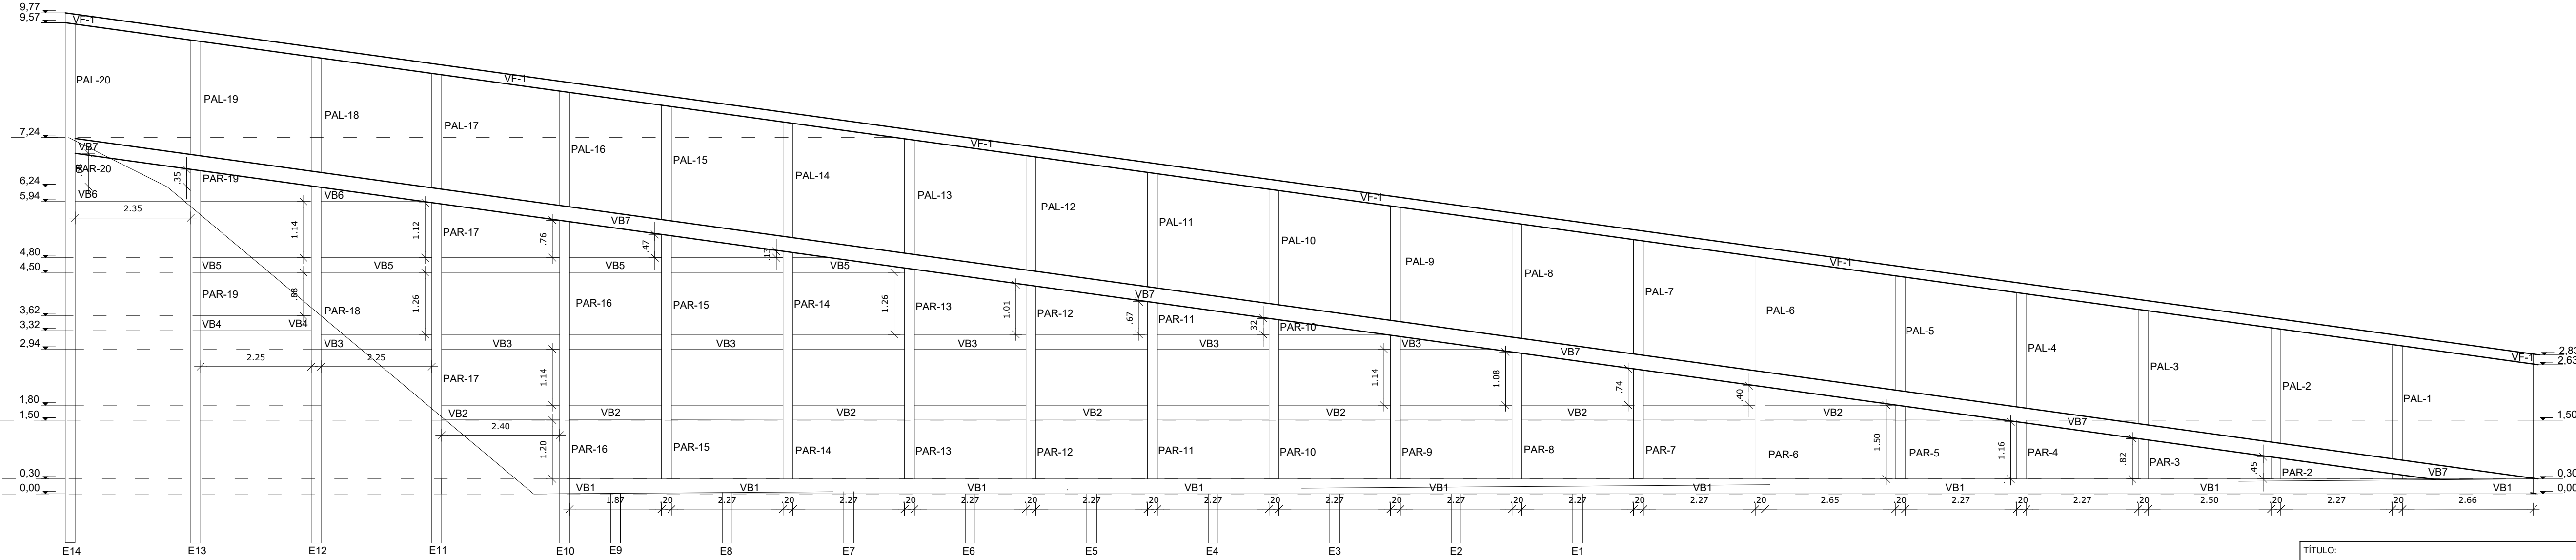 9,77
9,57
VF-1
VF-1
VF-1
VF-1
VF-1
VF-1
PAL-20
PAL-19
PAL-18
PAL-17
PAL-16
PAL-15
PAL-14
PAL-13
PAL-12
PAL-11
PAL-10
PAL-9
PAL-8
PAL-7
PAL-6
PAL-5
PAL-4
PAL-3
PAL-2
PAL-1
7,24
VB7
PAR-20
.35
PAR-19
6,24
VB6
VB6
5,94
2.35
1.14
1.12
PAR-17
.76
VB7
.47
.13
4,80
VB5
VB5
VB5
VB5
4,50
PAR-19
.88
PAR-18
1.26
PAR-16
PAR-15
PAR-14
1.26
PAR-13
1.01
PAR-12
VB7
.67
PAR-11
.32
PAR-10
3,62
3,32
VB4
VB4
2,94
VB3
VB3
VB3
VB3
VB3
VB3
VB7
2,83
2,63
2.25
2.25
PAR-17
1.14
1.14
1.08
.74
.40
1,80
1,50
VB2
VB2
VB2
VB2
VB2
VB2
VB2
VB7
1,50
2.40
1.20
PAR-16
PAR-15
PAR-14
PAR-13
PAR-12
PAR-11
PAR-10
PAR-9
PAR-8
PAR-7
PAR-6
1.50
PAR-5
1.16
PAR-4
.82
PAR-3
.45
PAR-2
VB7
0,30
0,30
0,00
VB1
VB1
VB1
VB1
VB1
VB1
VB1
VB1
VB1
0,00
1.87
.20
2.27
.20
2.27
.20
2.27
.20
2.27
.20
2.27
.20
2.27
.20
2.27
.20
2.27
.20
2.27
.20
2.65
.20
2.27
.20
2.27
.20
2.50
.20
2.27
.20
2.66
E14
E13
E12
E11
E10
E9
E8
E7
E6
E5
E4
E3
E2
E1
TÍTULO: